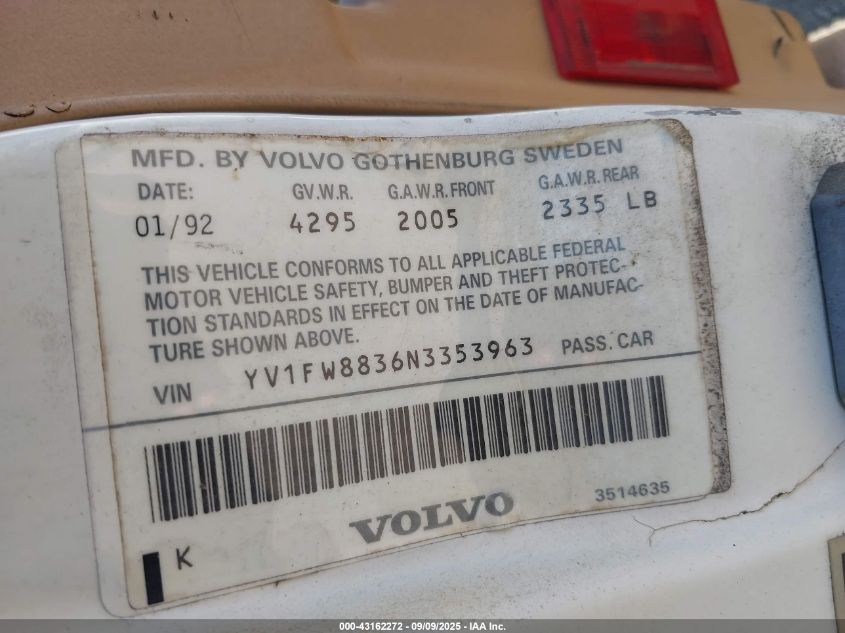 MFD. BY VOLVO GOTHENBURG SWEDEN
DATE: GV.W.R. G.A.W.R. FRONT G.A.W.R. REAR
01/92 4295 2005 2335 LB
THIS VEHICLE CONFORMS TO ALL APPLICABLE FEDERAL
MOTOR VEHICLE SAFETY, BUMPER AND THEFT PROTEC-
TION STANDARDS IN EFFECT ON THE DATE OF MANUFAC-
TURE SHOWN ABOVE.
VIN YV1FW8836N3353963 PASS. CAR
3514635
VOLVO
K
000-43162272 - 09/09/2025 - IAA Inc.